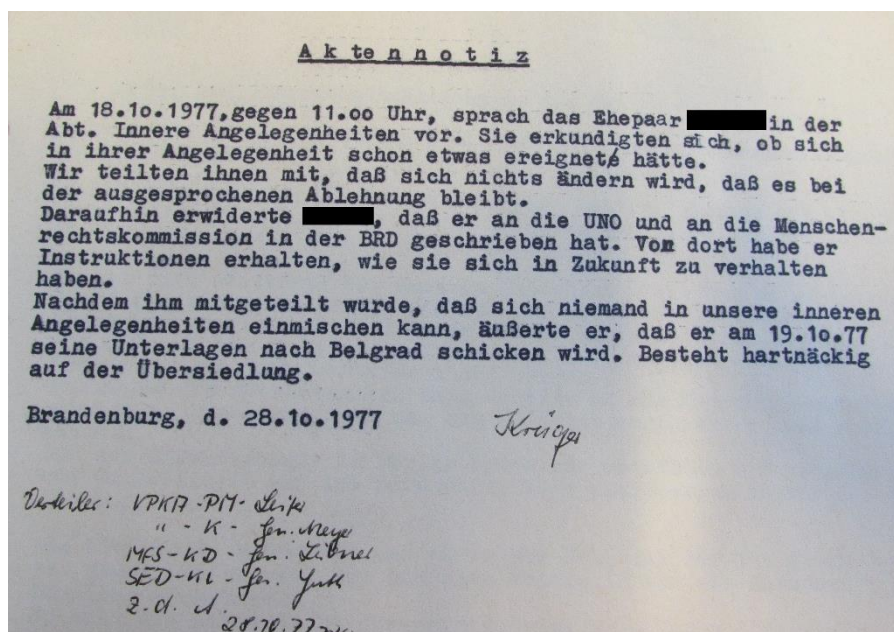 A k t e n n o t i z
Am 18.1o.1977,gegen 11.oo Uhr, sprach das Ehepaar in der
Abt. Innere Angelegenheiten vor. Sie erkundigten sich, ob sich
in ihrer Angelegenheit schon etwas ereignet hätte.
Wir teilten ihnen mit, daß sich nichts ändern wird, daß es bei
der ausgesprochenen Ablehnung bleibt.
Daraufhin erwiderte , daß er an die UNO und an die Menschen-
rechtskommission in der BRD geschrieben hat. Von dort habe er
Instruktionen erhalten, wie sie sich in Zukunft zu verhalten
haben.
Nachdem ihm mitgeteilt wurde, daß sich niemand in unsere inneren
Angelegenheiten einmischen kann, äußerte er, daß er am 19.1o.77
seine Unterlagen nach Belgrad schicken wird. Besteht hartnäckig
auf der Übersiedlung.
Brandenburg, d. 28.1o.1977 Krüger
Verteiler: VPKA-PM-
" - K - Gen. Meyer
MfS-KD - Gen.
SED-KL - Gen.
z. d. A.
28.10.77